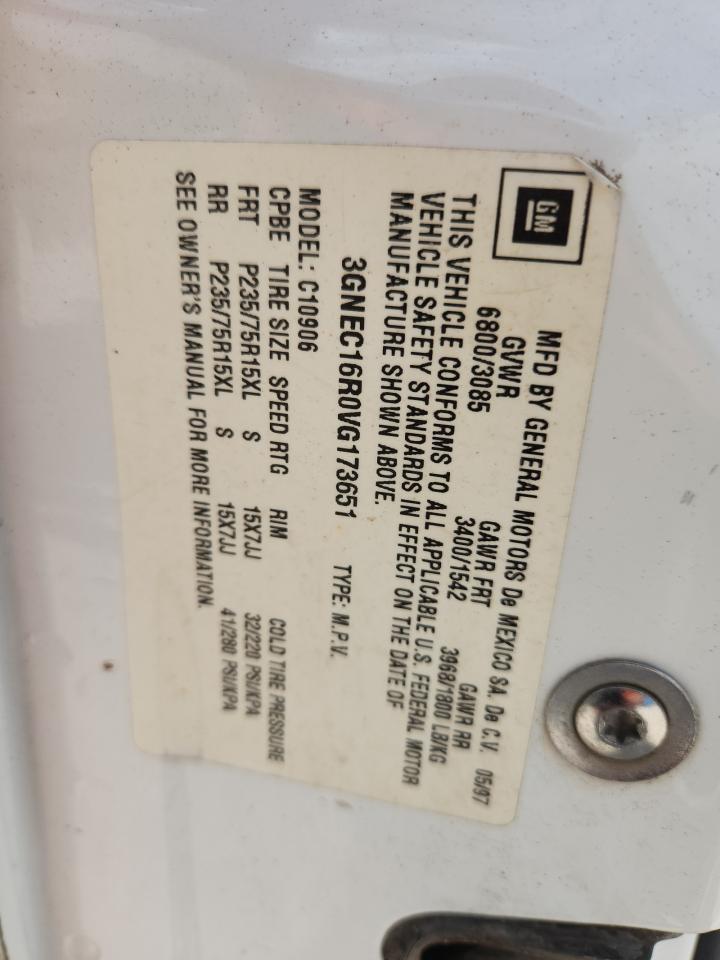 GM
MFD BY GENERAL MOTORS De MEXICO SA. De C.V. 05/97
GVWR GAWR FRT GAWR RR
6800/3085 3400/1542 3968/1800 LB/KG
THIS VEHICLE CONFORMS TO ALL APPLICABLE U.S. FEDERAL MOTOR
VEHICLE SAFETY STANDARDS IN EFFECT ON THE DATE OF
MANUFACTURE SHOWN ABOVE.
3GNEC16R0VG173651 TYPE: M.P.V.
MODEL: C10906
CPBE TIRE SIZE SPEED RTG RIM COLD TIRE PRESSURE
FRT P235/75R15XL S 15X7JJ 32/220 PSI/KPA
RR P235/75R15XL S 15X7JJ 41/280 PSI/KPA
SEE OWNER'S MANUAL FOR MORE INFORMATION.